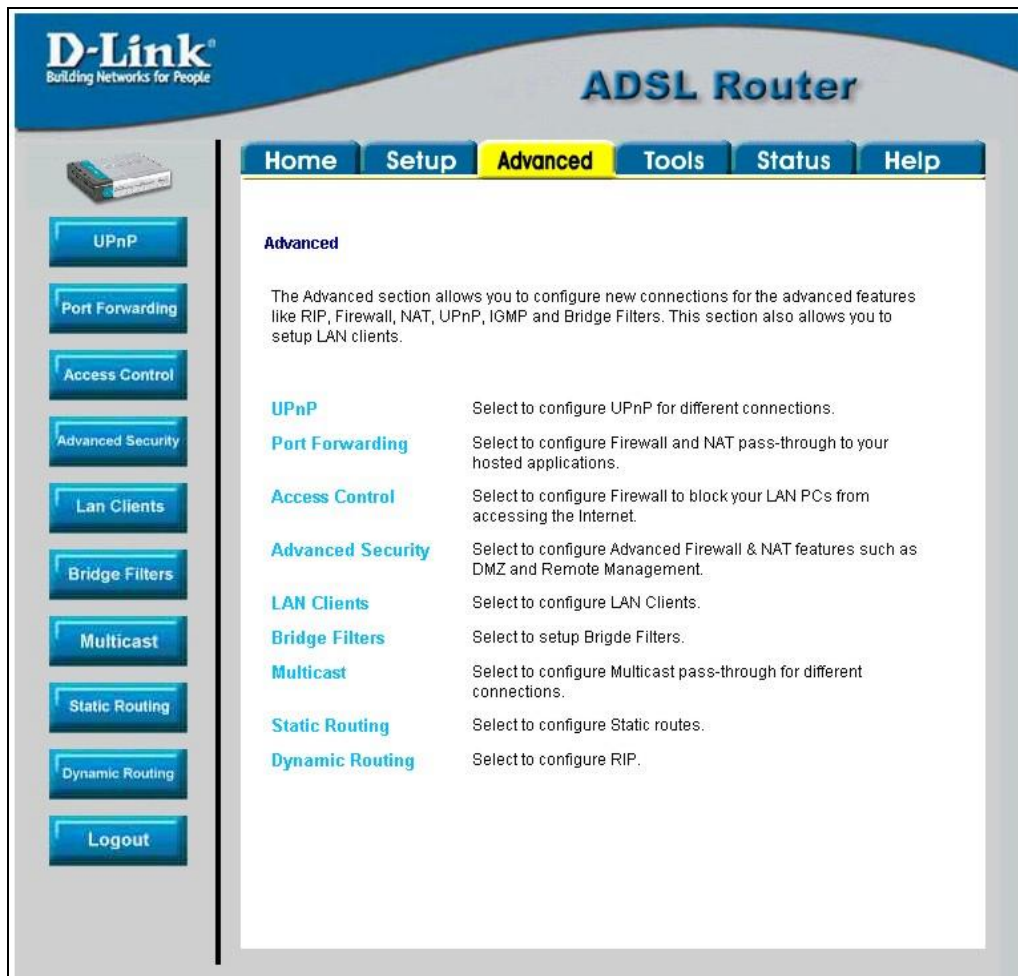 D-Link®
Building Networks for People
ADSL Router
Home
Setup
Advanced
Tools
Status
Help
UPnP
Port Forwarding
Access Control
Advanced Security
Lan Clients
Bridge Filters
Multicast
Static Routing
Dynamic Routing
Logout
Advanced
The Advanced section allows you to configure new connections for the advanced features
like RIP, Firewall, NAT, UPnP, IGMP and Bridge Filters. This section also allows you to
setup LAN clients.
UPnP Select to configure UPnP for different connections.
Port Forwarding Select to configure Firewall and NAT pass-through to your
hosted applications.
Access Control Select to configure Firewall to block your LAN PCs from
accessing the Internet.
Advanced Security Select to configure Advanced Firewall & NAT features such as
DMZ and Remote Management.
LAN Clients Select to configure LAN Clients.
Bridge Filters Select to setup Brigde Filters.
Multicast Select to configure Multicast pass-through for different
connections.
Static Routing Select to configure Static routes.
Dynamic Routing Select to configure RIP.